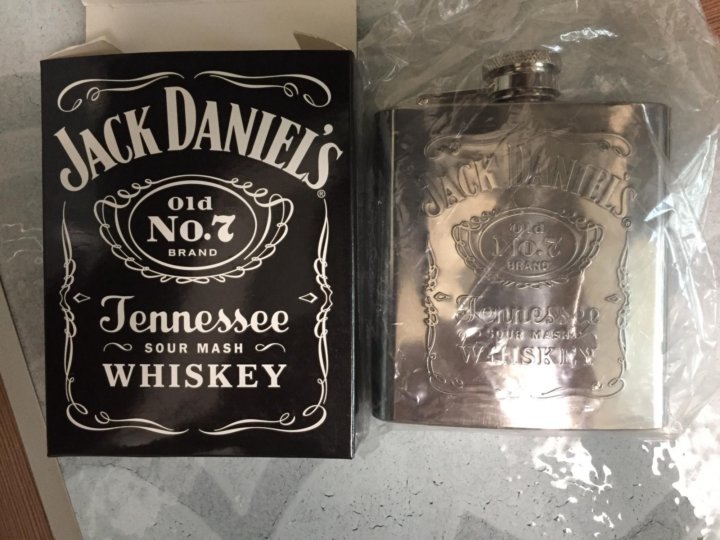 JACK DANIEL'S
Old
No.7
BRAND
Tennessee
SOUR MASH
WHISKEY
JACK DANIEL'S
Old
No.7
BRAND
Tennessee
SOUR MASH
WHISKEY